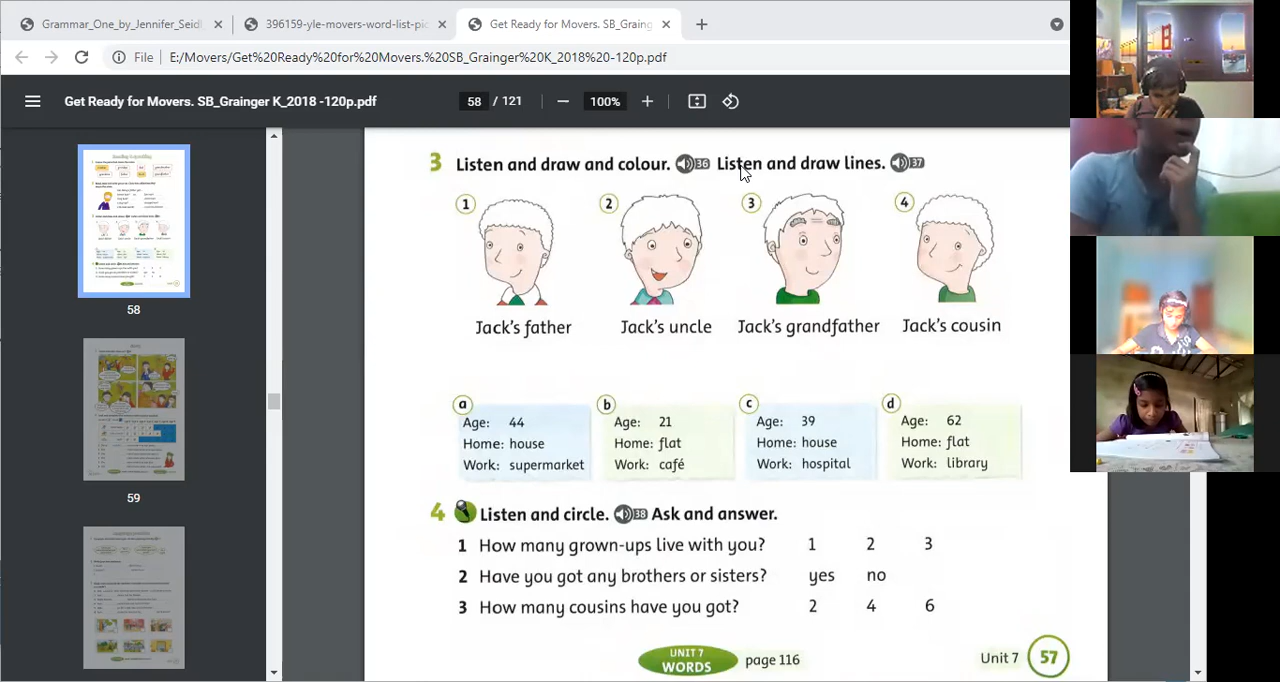 Grammar_One_by_Jennifer_Seidl
396159-yle-movers-word-list-pic
Get Ready for Movers. SB_Grainge
File E:/Movers/Get%20Ready%20for%20Movers.%20SB_Grainger%20K_2018%20-120p.pdf
Get Ready for Movers. SB_Grainger K_2018 -120p.pdf
58 / 121
100%
3 Listen and draw and colour. 36 Listen and draw lines. 37
1 2 3 4
Jack's father Jack's uncle Jack's grandfather Jack's cousin
a b c d
Age: 44 Age: 21 Age: 39 Age: 62
Home: house Home: flat Home: house Home: flat
Work: supermarket Work: café Work: hospital Work: library
4 Listen and circle. 38 Ask and answer.
1 How many grown-ups live with you? 1 2 3
2 Have you got any brothers or sisters? yes no
3 How many cousins have you got? 2 4 6
UNIT 7
WORDS page 116
Unit 7 57
58
59